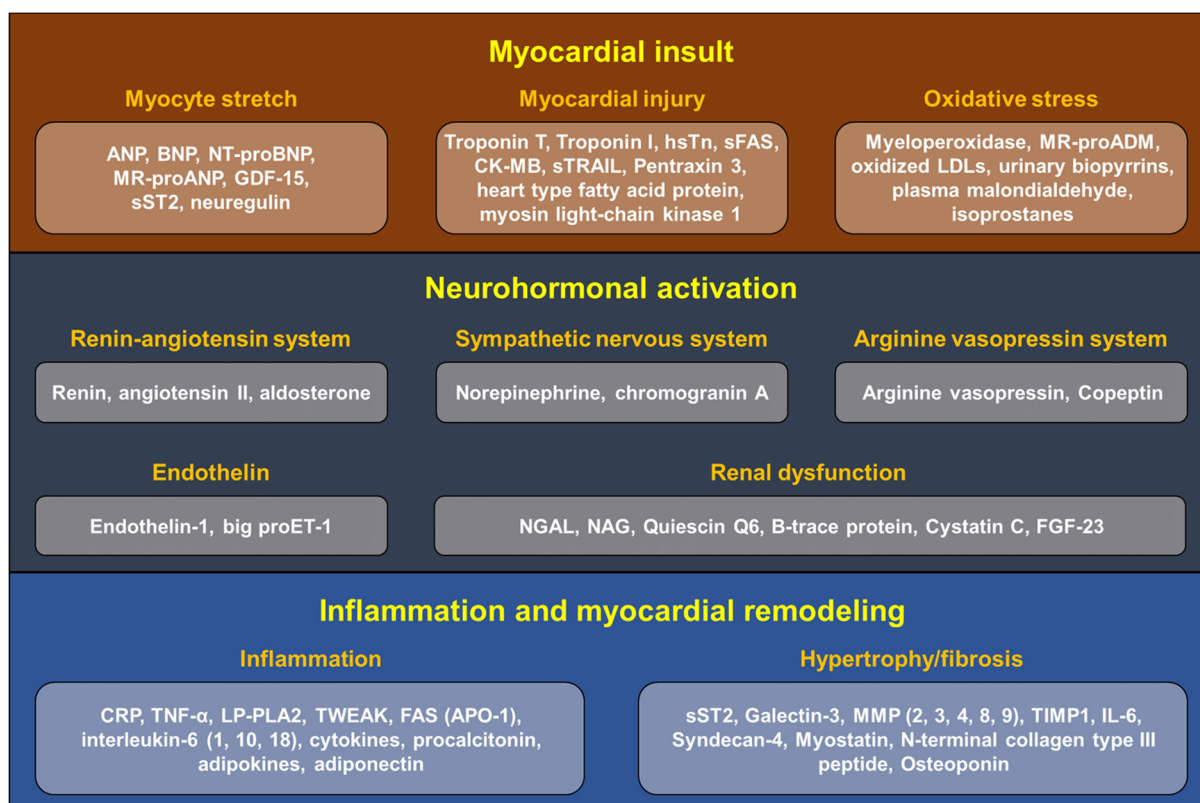 Myocardial insult
Myocyte stretch
ANP, BNP, NT-proBNP,
MR-proANP, GDF-15,
sST2, neuregulin
Myocardial injury
Troponin T, Troponin I, hsTn, sFAS,
CK-MB, sTRAIL, Pentraxin 3,
heart type fatty acid protein,
myosin light-chain kinase 1
Oxidative stress
Myeloperoxidase, MR-proADM,
oxidized LDLs, urinary biopyrrins,
plasma malondialdehyde,
isoprostanes
Neurohormonal activation
Renin-angiotensin system
Renin, angiotensin II, aldosterone
Sympathetic nervous system
Norepinephrine, chromogranin A
Arginine vasopressin system
Arginine vasopressin, Copeptin
Endothelin
Endothelin-1, big proET-1
Renal dysfunction
NGAL, NAG, Quiescin Q6, B-trace protein, Cystatin C, FGF-23
Inflammation and myocardial remodeling
Inflammation
CRP, TNF-α, LP-PLA2, TWEAK, FAS (APO-1),
interleukin-6 (1, 10, 18), cytokines, procalcitonin,
adipokines, adiponectin
Hypertrophy/fibrosis
sST2, Galectin-3, MMP (2, 3, 4, 8, 9), TIMP1, IL-6,
Syndecan-4, Myostatin, N-terminal collagen type III
peptide, Osteoponin